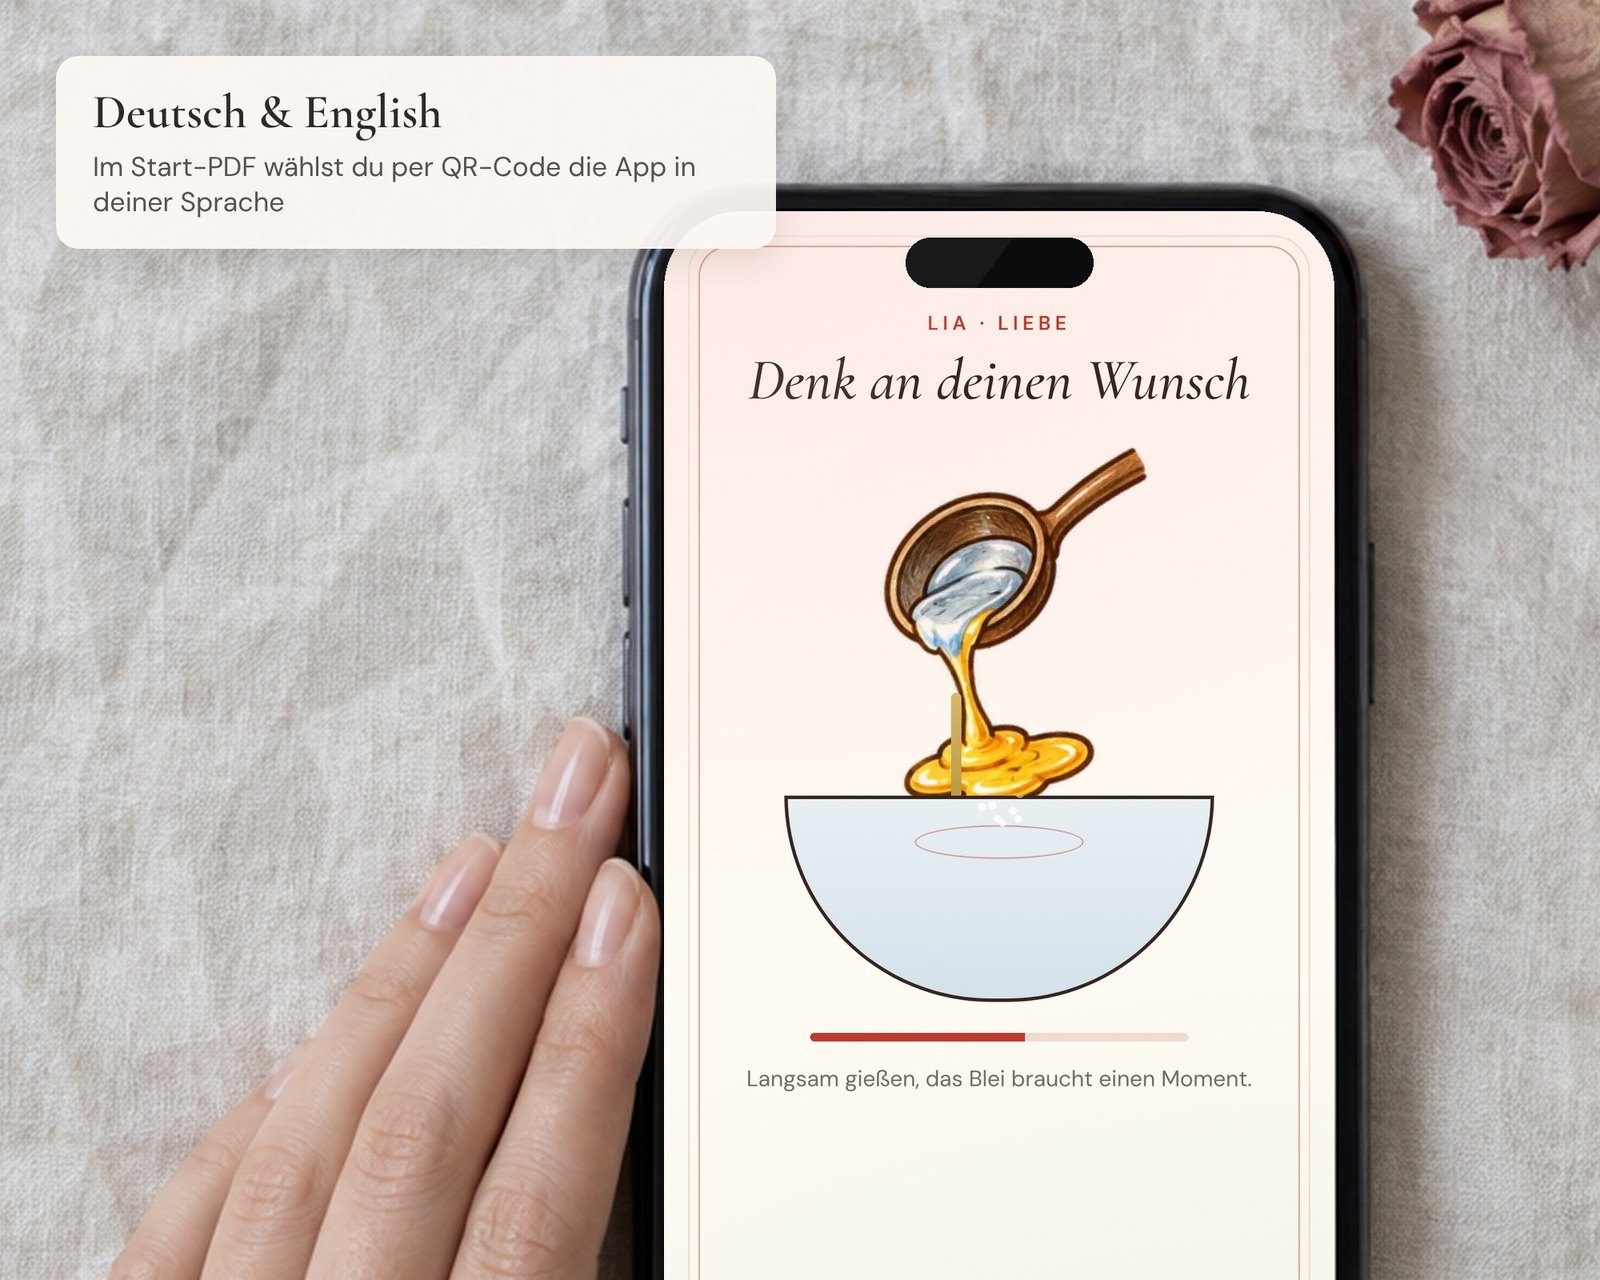 Deutsch & English
Im Start-PDF wählst du per QR-Code die App in
deiner Sprache
LIA · LIEBE
Denk an deinen Wunsch
Langsam gießen, das Blei braucht einen Moment.